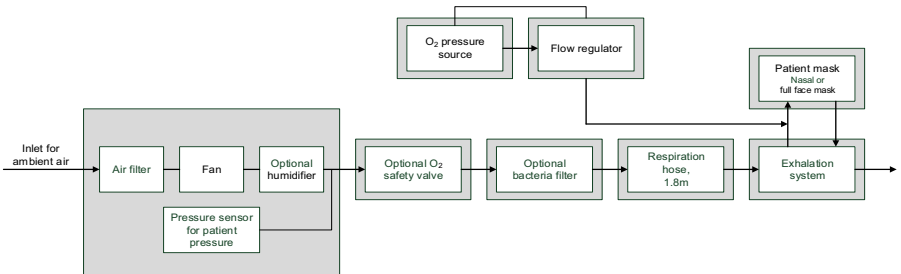 O₂ pressure
source
Flow regulator
Patient mask
Nasal or
full face mask
Inlet for
ambient air
Air filter
Fan
Optional
humidifier
Optional O₂
safety valve
Optional
bacteria filter
Respiration
hose,
1.8m
Exhalation
system
Pressure sensor
for patient
pressure